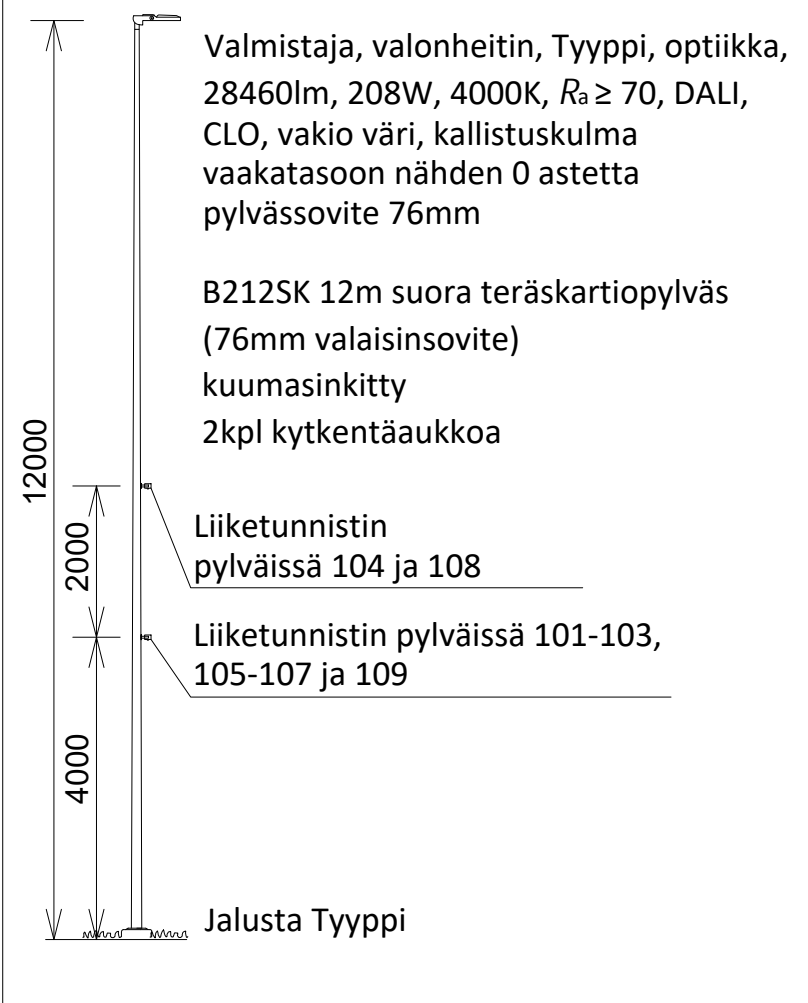 Valmistaja, valonheitin, Tyyppi, optiikka,
28460lm, 208W, 4000K, Ra ≥ 70, DALI,
CLO, vakio väri, kallistuskulma
vaakatasoon nähden 0 astetta
pylvässovite 76mm
B212SK 12m suora teräskartiopylväs
(76mm valaisinsovite)
kuumasinkitty
2kpl kytkentäaukkoa
12000
2000
Liiketunnistin
pylväissä 104 ja 108
Liiketunnistin pylväissä 101-103,
105-107 ja 109
4000
Jalusta Tyyppi